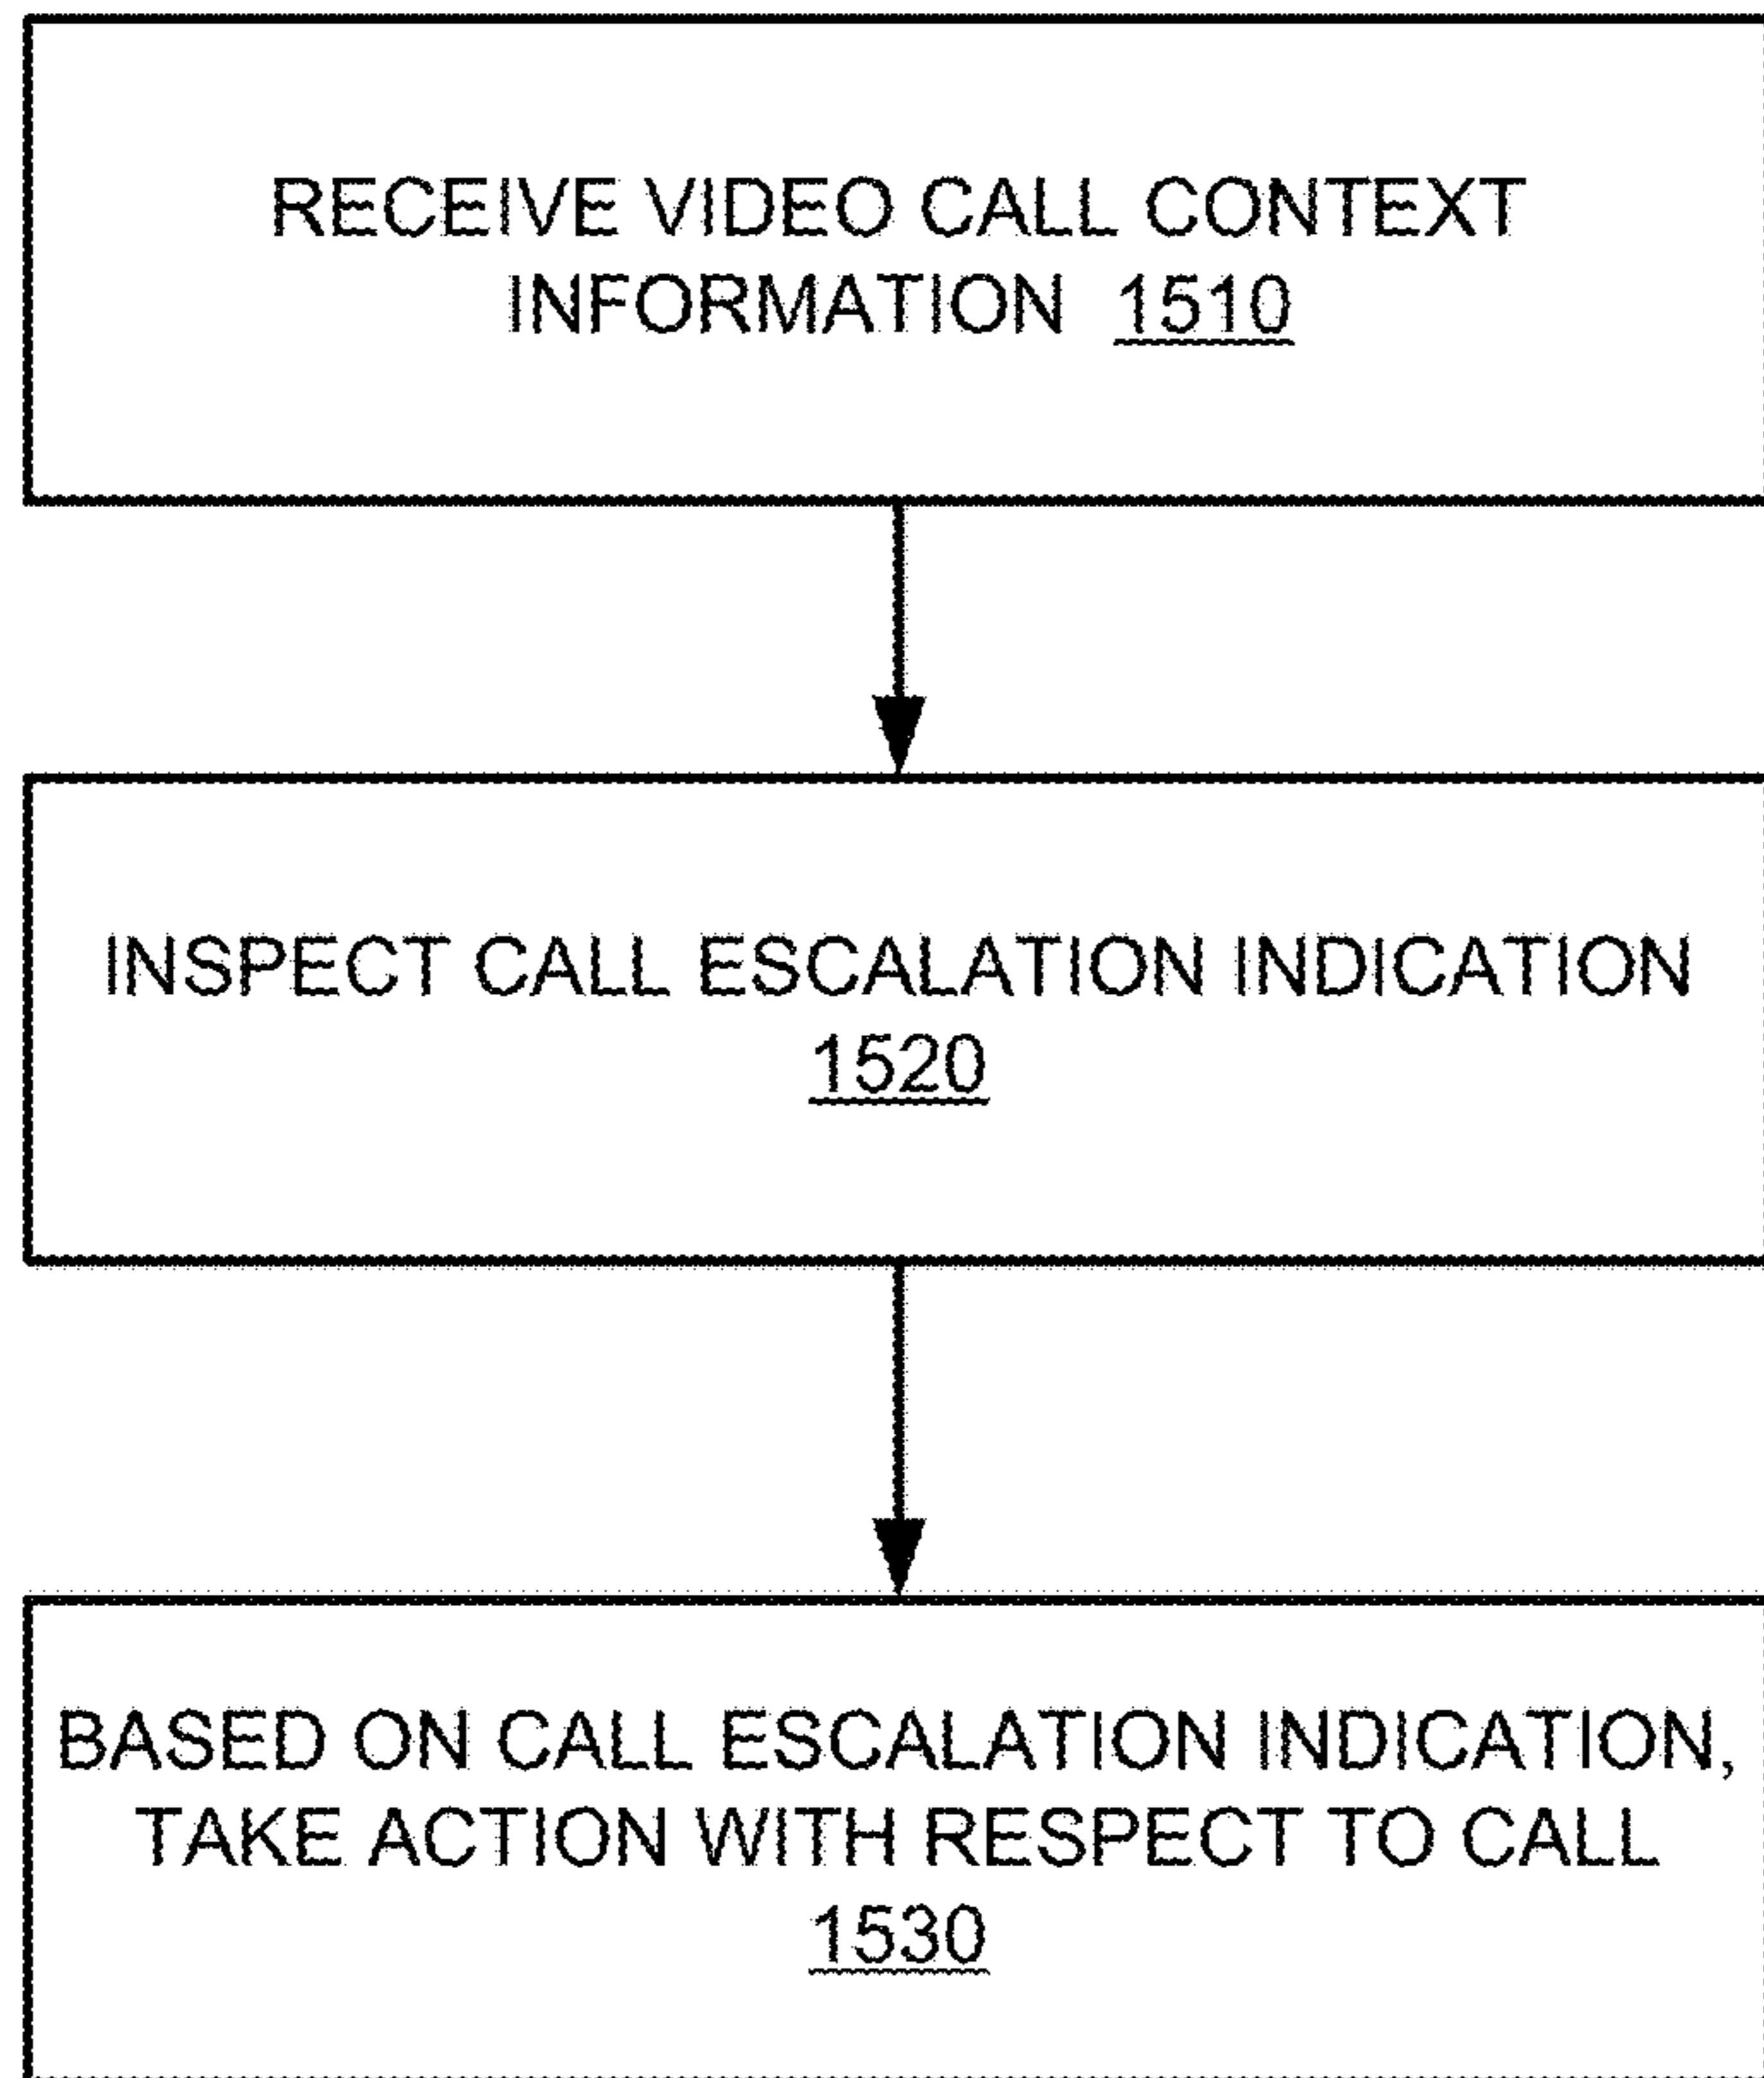 RECEIVE VIDEO CALL CONTEXT
INFORMATION 1510
INSPECT CALL ESCALATION INDICATION
1520
BASED ON CALL ESCALATION INDICATION,
TAKE ACTION WITH RESPECT TO CALL
1530